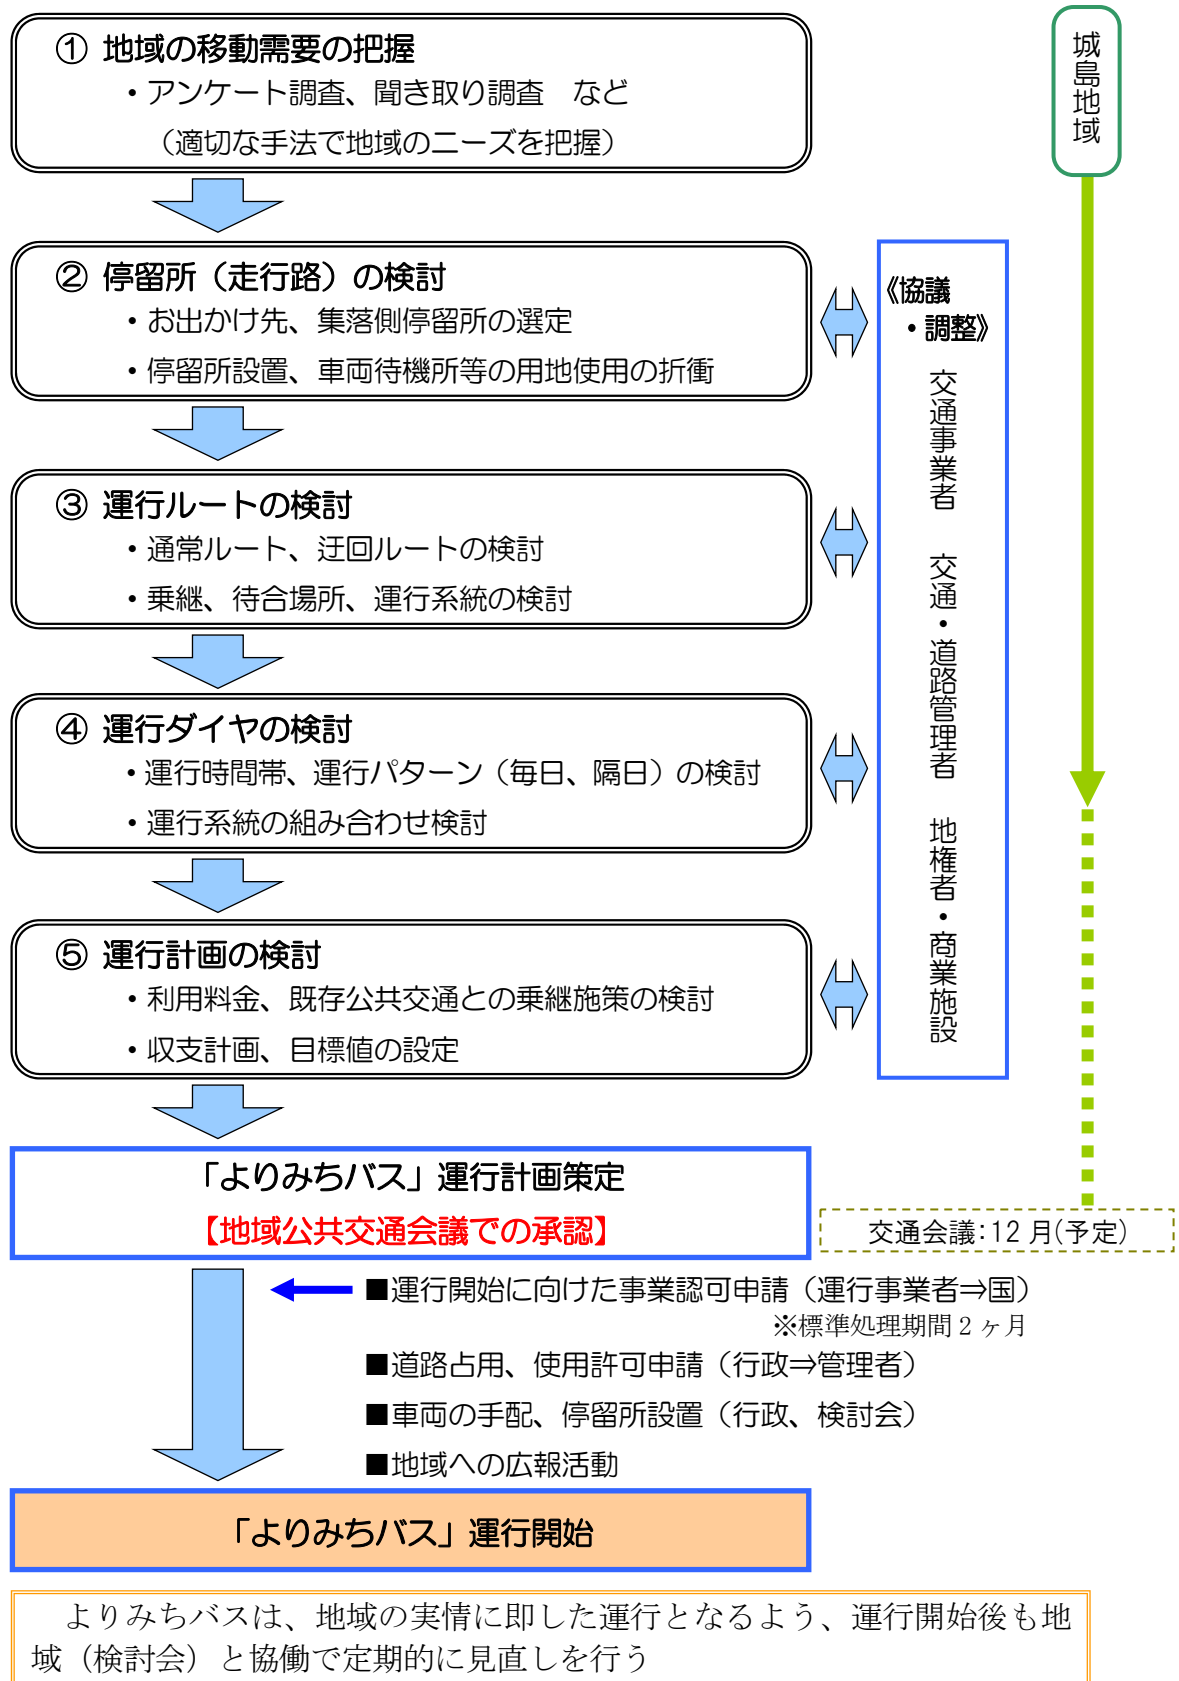 ① 地域の移動需要の把握
・アンケート調査、聞き取り調査　など
（適切な手法で地域のニーズを把握）
城島地域
② 停留所（走行路）の検討
・お出かけ先、集落側停留所の選定
・停留所設置、車両待機所等の用地使用の折衝
《協議
・調整》
交通事業者　交通・道路管理者　地権者・商業施設
③ 運行ルートの検討
・通常ルート、迂回ルートの検討
・乗継、待合場所、運行系統の検討
④ 運行ダイヤの検討
・運行時間帯、運行パターン（毎日、隔日）の検討
・運行系統の組み合わせ検討
⑤ 運行計画の検討
・利用料金、既存公共交通との乗継施策の検討
・収支計画、目標値の設定
「よりみちバス」運行計画策定
【地域公共交通会議での承認】
交通会議：12 月（予定）
■運行開始に向けた事業認可申請（運行事業者⇒国）
※標準処理期間２ヶ月
■道路占用、使用許可申請（行政⇒管理者）
■車両の手配、停留所設置（行政、検討会）
■地域への広報活動
「よりみちバス」運行開始
よりみちバスは、地域の実情に即した運行となるよう、運行開始後も地
域（検討会）と協働で定期的に見直しを行う